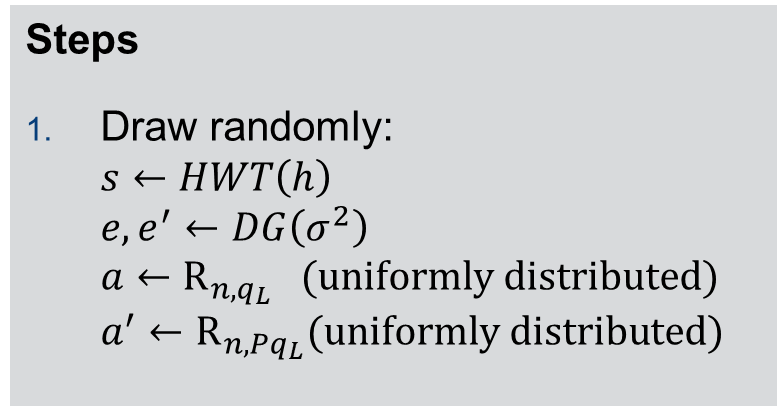 Steps
1. Draw randomly:
s ← HWT(h)
e, e′ ← DG(σ²)
a ← R_{n,q_L} (uniformly distributed)
a′ ← R_{n,Pq_L} (uniformly distributed)